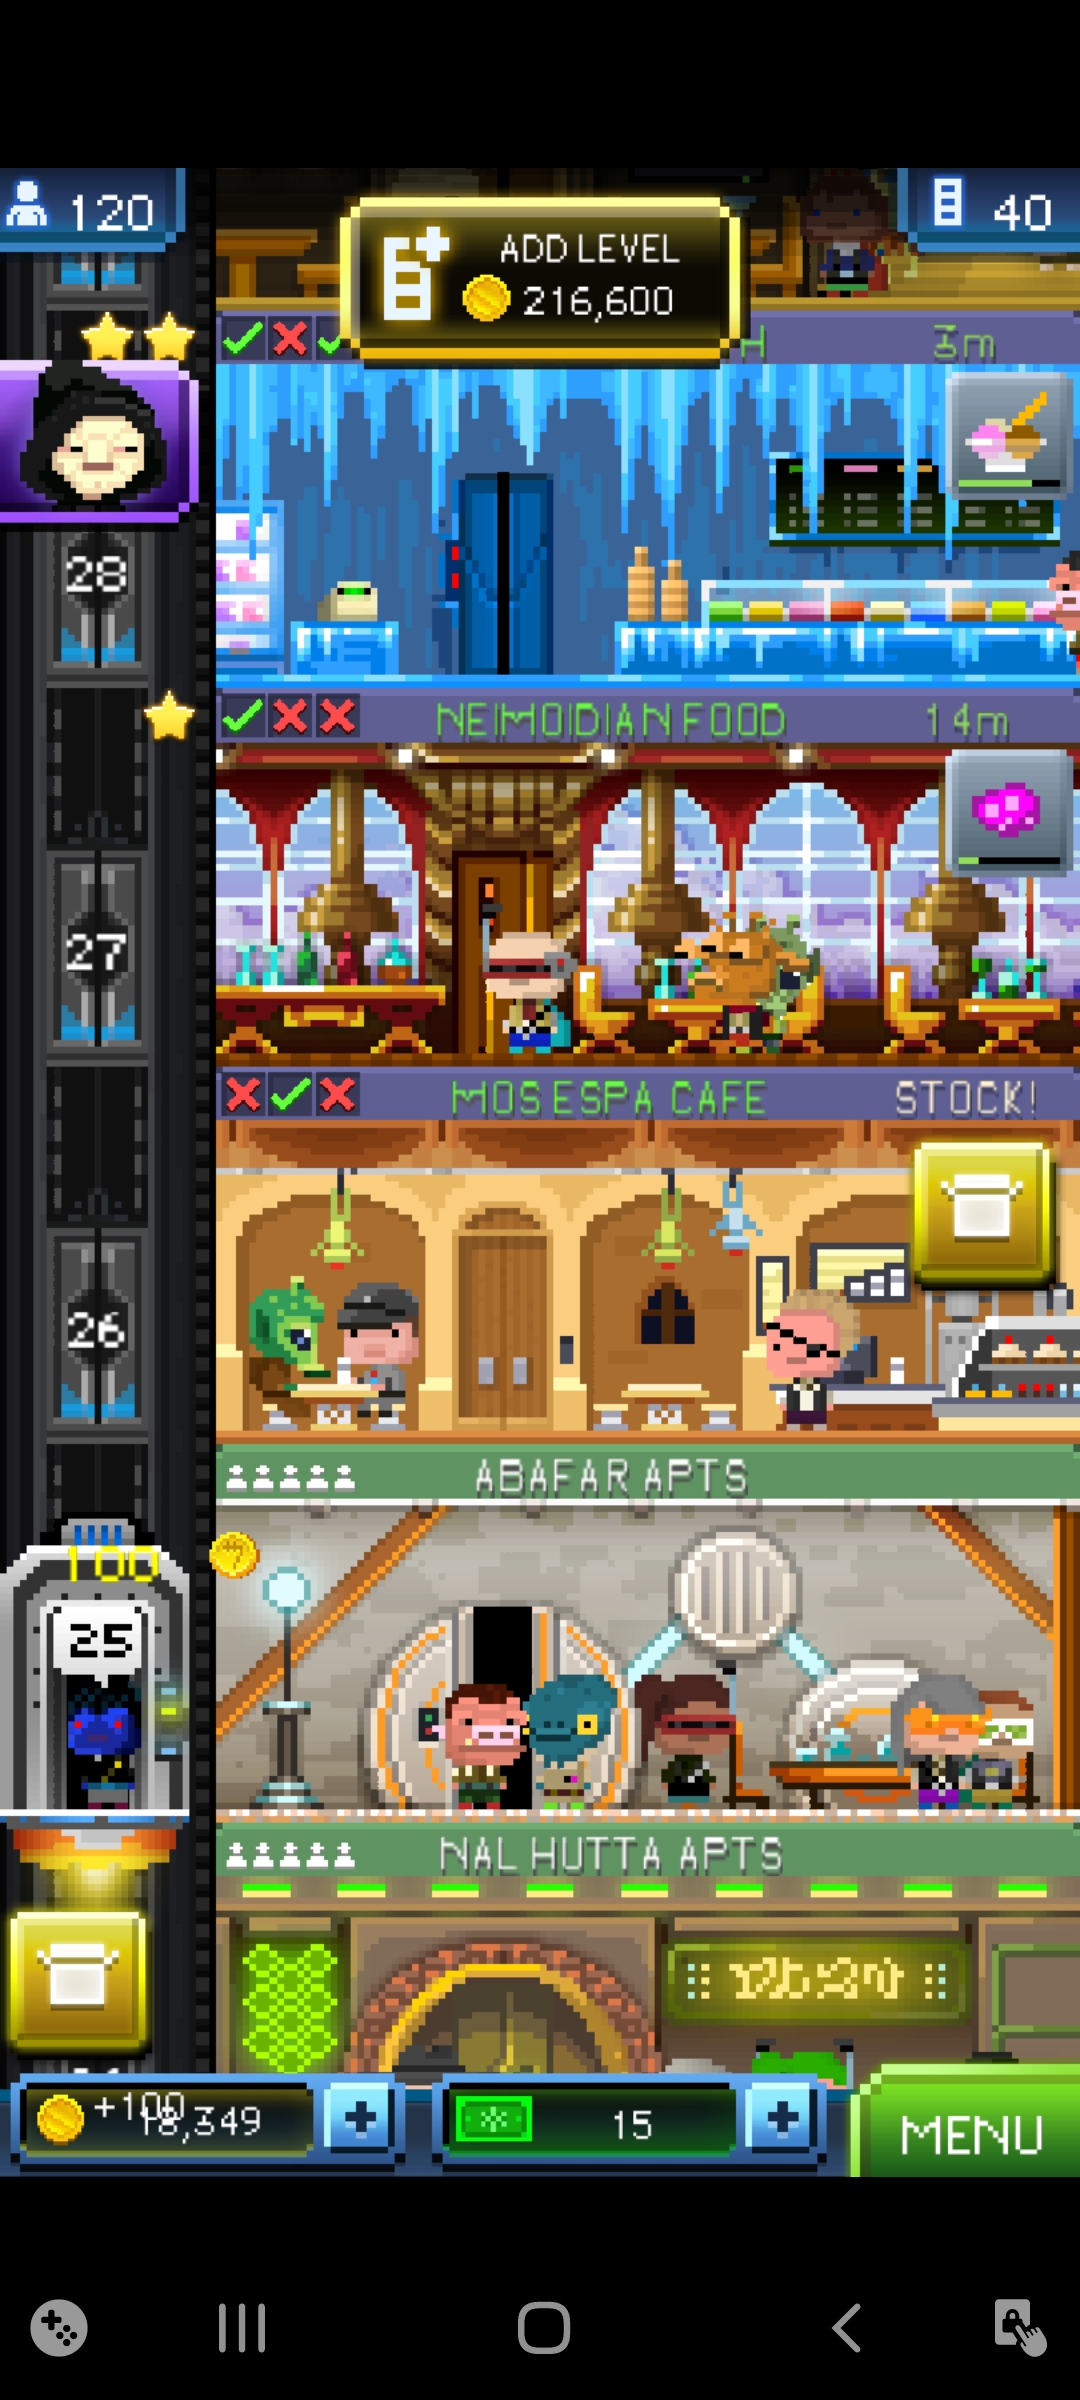 120
ADD LEVEL
216,600
40
H
3m
28
NEIMOIDIAN FOOD
14m
27
MOS ESPA CAFE
STOCK!
26
ABAFAR APTS
100
25
NAL HUTTA APTS
+100
18,349
15
MENU